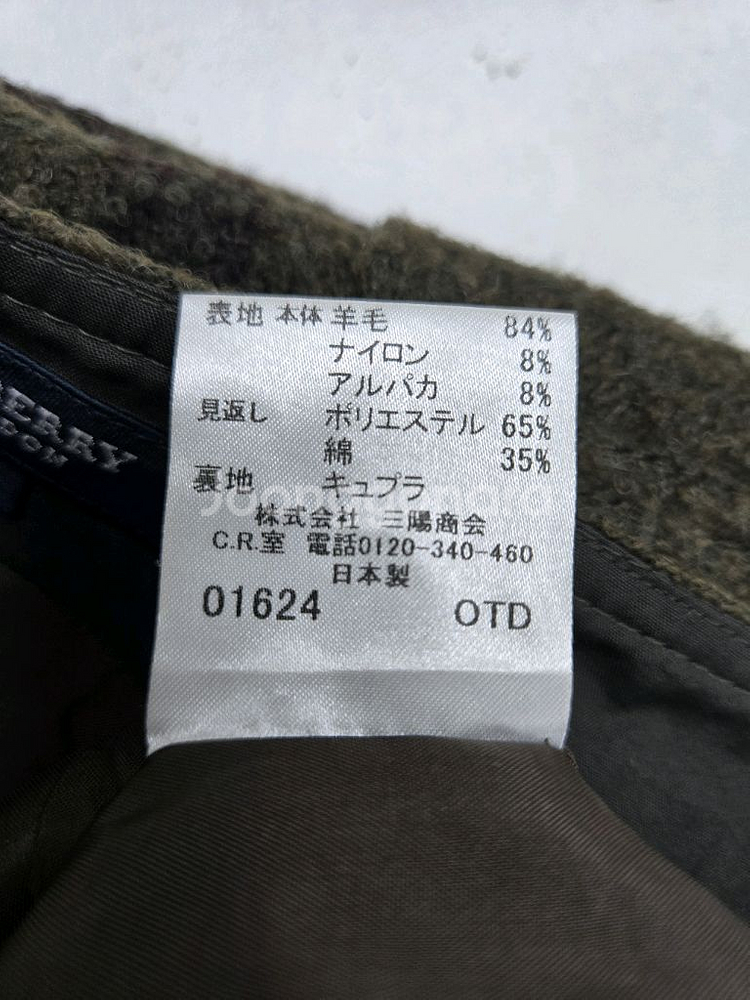 表地 本体 羊毛 84%
ナイロン 8%
アルパカ 8%
見返し ポリエステル 65%
綿 35%
裏地 キュプラ
株式会社 三陽商会
C.R.室 電話0120-340-460
日本製
01624 OTD